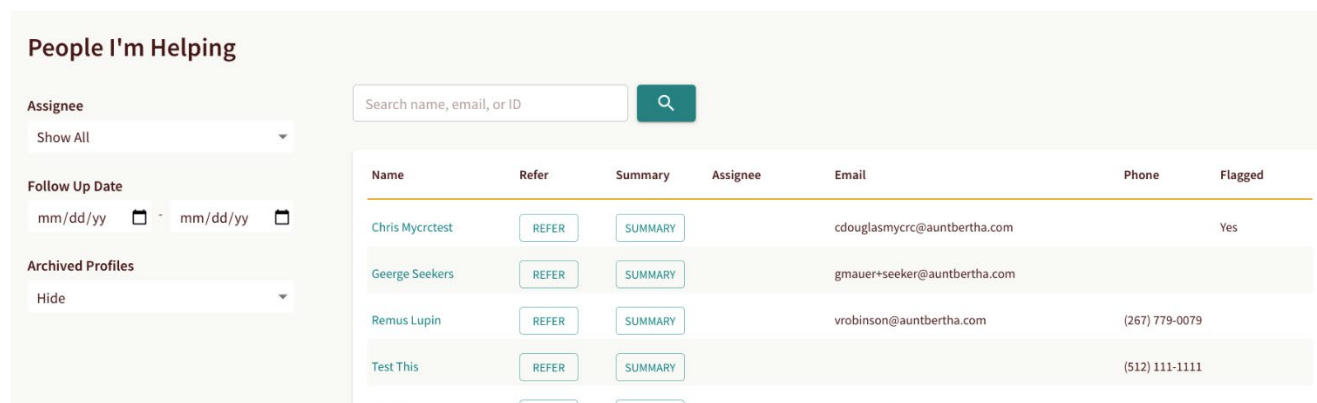 People I'm Helping
Assignee
Show All
Follow Up Date
mm/dd/yy - mm/dd/yy
Archived Profiles
Hide
Search name, email, or ID
Name Refer Summary Assignee Email Phone Flagged
Chris Mycrctest REFER SUMMARY cdouglasmycrc@auntbertha.com Yes
Geerge Seekers REFER SUMMARY gmauer+seeker@auntbertha.com
Remus Lupin REFER SUMMARY vrobinson@auntbertha.com (267) 779-0079
Test This REFER SUMMARY (512) 111-1111